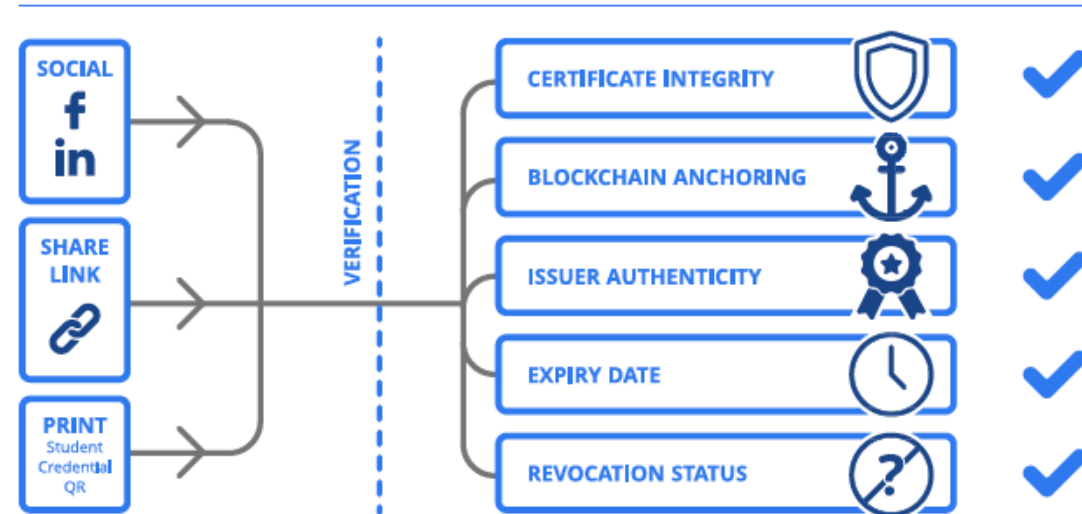 SOCIAL
f
in
SHARE
LINK
PRINT
Student
Credential
QR
VERIFICATION
CERTIFICATE INTEGRITY
BLOCKCHAIN ANCHORING
ISSUER AUTHENTICITY
EXPIRY DATE
REVOCATION STATUS
?